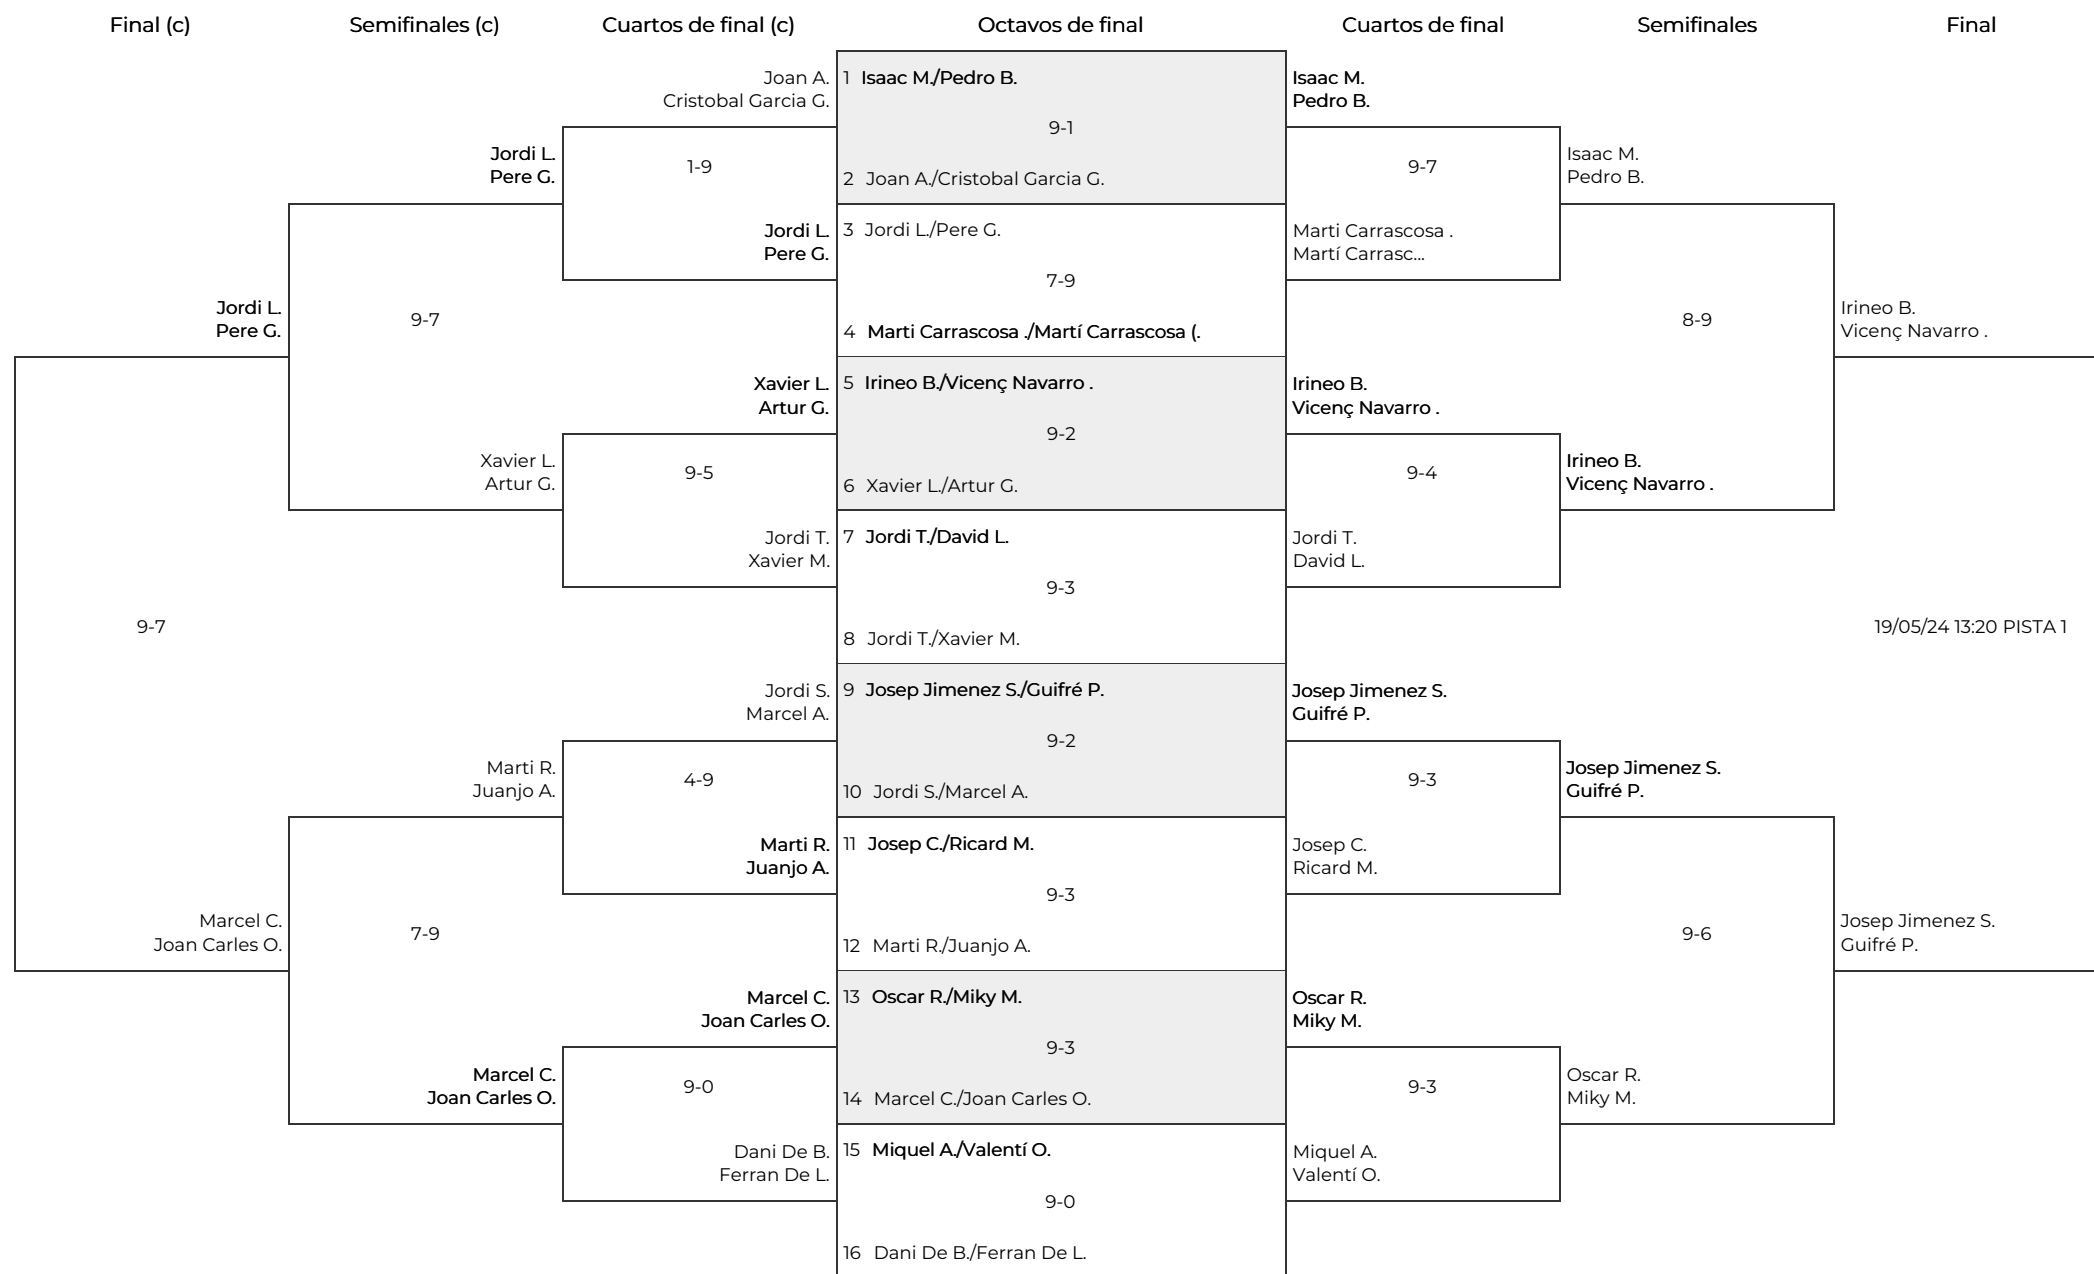 Final (c) Semifinales (c) Cuartos de final (c) Octavos de final Cuartos de final Semifinales Final
Joan A. 1 Isaac M./Pedro B. Isaac M.
Cristobal Garcia G. Pedro B.
9-1
Jordi L. 1-9 9-7 Isaac M.
Pere G. 2 Joan A./Cristobal Garcia G. Pedro B.
Jordi L. 3 Jordi L./Pere G. Marti Carrascosa .
Pere G. Martí Carrasc...
7-9
Jordi L. 9-7 8-9 Irineo B.
Pere G. 4 Marti Carrascosa ./Martí Carrascosa (. Vicenç Navarro .
Xavier L. 5 Irineo B./Vicenç Navarro . Irineo B.
Artur G. Vicenç Navarro .
9-2
Xavier L. 9-5 9-4 Irineo B.
Artur G. 6 Xavier L./Artur G. Vicenç Navarro .
Jordi T. 7 Jordi T./David L. Jordi T.
Xavier M. David L.
9-3
9-7 8 Jordi T./Xavier M. 19/05/24 13:20 PISTA 1
Jordi S. 9 Josep Jimenez S./Guifré P. Josep Jimenez S.
Marcel A. Guifré P.
9-2
Marti R. 4-9 9-3 Josep Jimenez S.
Juanjo A. 10 Jordi S./Marcel A. Guifré P.
Marti R. 11 Josep C./Ricard M. Josep C.
Juanjo A. Ricard M.
9-3
Marcel C. 7-9 9-6 Josep Jimenez S.
Joan Carles O. 12 Marti R./Juanjo A. Guifré P.
Marcel C. 13 Oscar R./Miky M. Oscar R.
Joan Carles O. Miky M.
9-3
Marcel C. 9-0 9-3 Oscar R.
Joan Carles O. 14 Marcel C./Joan Carles O. Miky M.
Dani De B. 15 Miquel A./Valentí O. Miquel A.
Ferran De L. Valentí O.
9-0
16 Dani De B./Ferran De L.